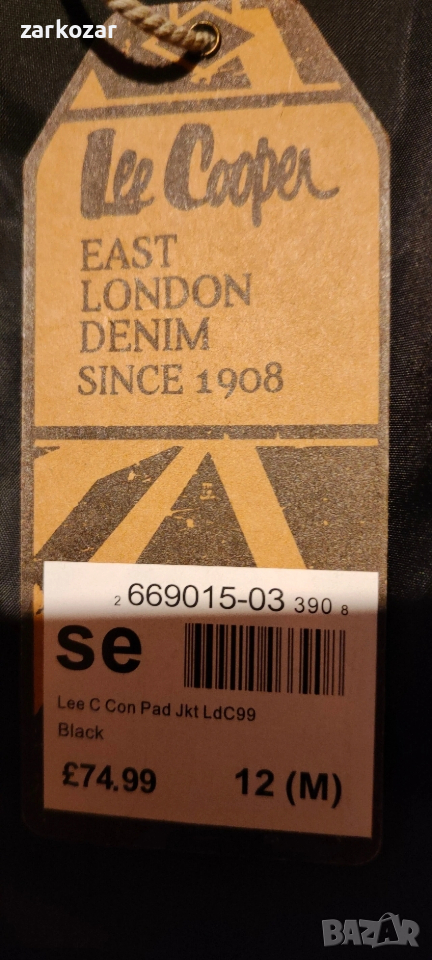 zarkozar
Lee Cooper
EAST
LONDON
DENIM
SINCE 1908
2 669015-03 390 8
se
Lee C Con Pad Jkt LdC99
Black
£74.99 12 (M)
BAZAR